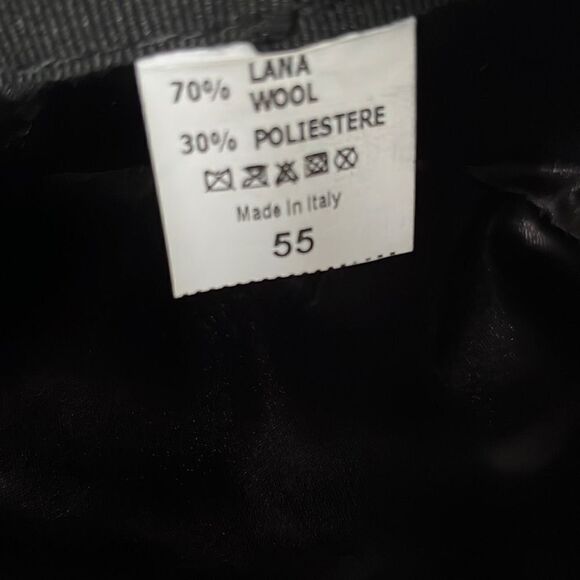 70% LANA
WOOL
30% POLIESTERE
Made in Italy
55